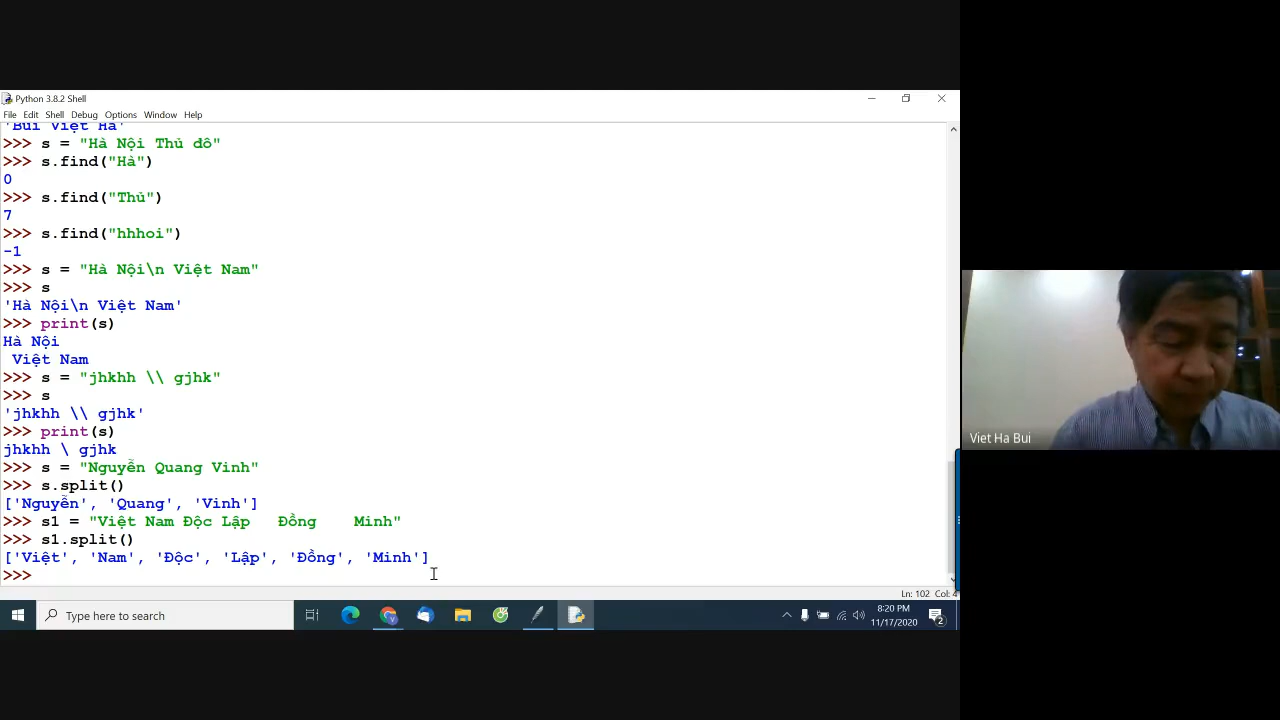 Python 3.8.2 Shell
File Edit Shell Debug Options Window Help
'Bùi Việt Hà'
>>> s = "Hà Nội Thủ đô"
>>> s.find("Hà")
0
>>> s.find("Thủ")
7
>>> s.find("hhhoi")
-1
>>> s = "Hà Nội\n Việt Nam"
>>> s
'Hà Nội\n Việt Nam'
>>> print(s)
Hà Nội
 Việt Nam
>>> s = "jhkhh \\ gjhk"
>>> s
'jhkhh \\ gjhk'
>>> print(s)
jhkhh \ gjhk
>>> s = "Nguyễn Quang Vinh"
>>> s.split()
['Nguyễn', 'Quang', 'Vinh']
>>> s1 = "Việt Nam Độc Lập   Đồng    Minh"
>>> s1.split()
['Việt', 'Nam', 'Độc', 'Lập', 'Đồng', 'Minh']
>>>
Ln: 102 Col: 4
Type here to search
8:20 PM
11/17/2020
2
Viet Ha Bui